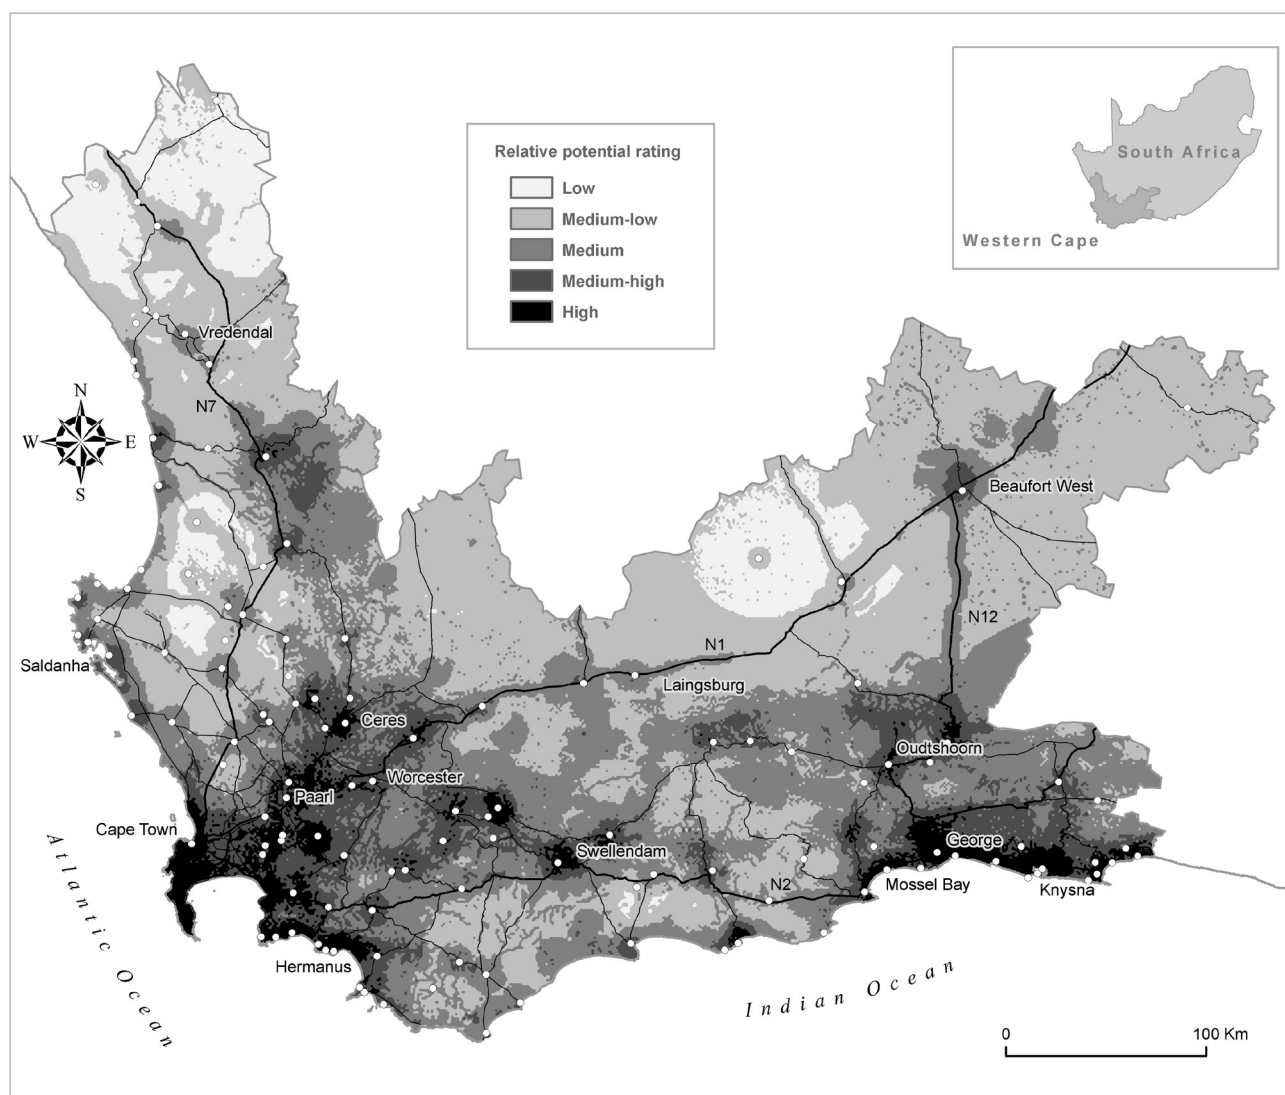 Relative potential rating
Low
Medium-low
Medium
Medium-high
High
South Africa
Western Cape
Vredendal
N
W E
S
N7
Beaufort West
N12
N1
Saldanha
Laingsburg
Ceres
Oudtshoorn
Worcester
Paarl
Cape Town
George
Swellendam
Mossel Bay
N2
Knysna
Hermanus
Atlantic Ocean
Indian Ocean
0 100 Km